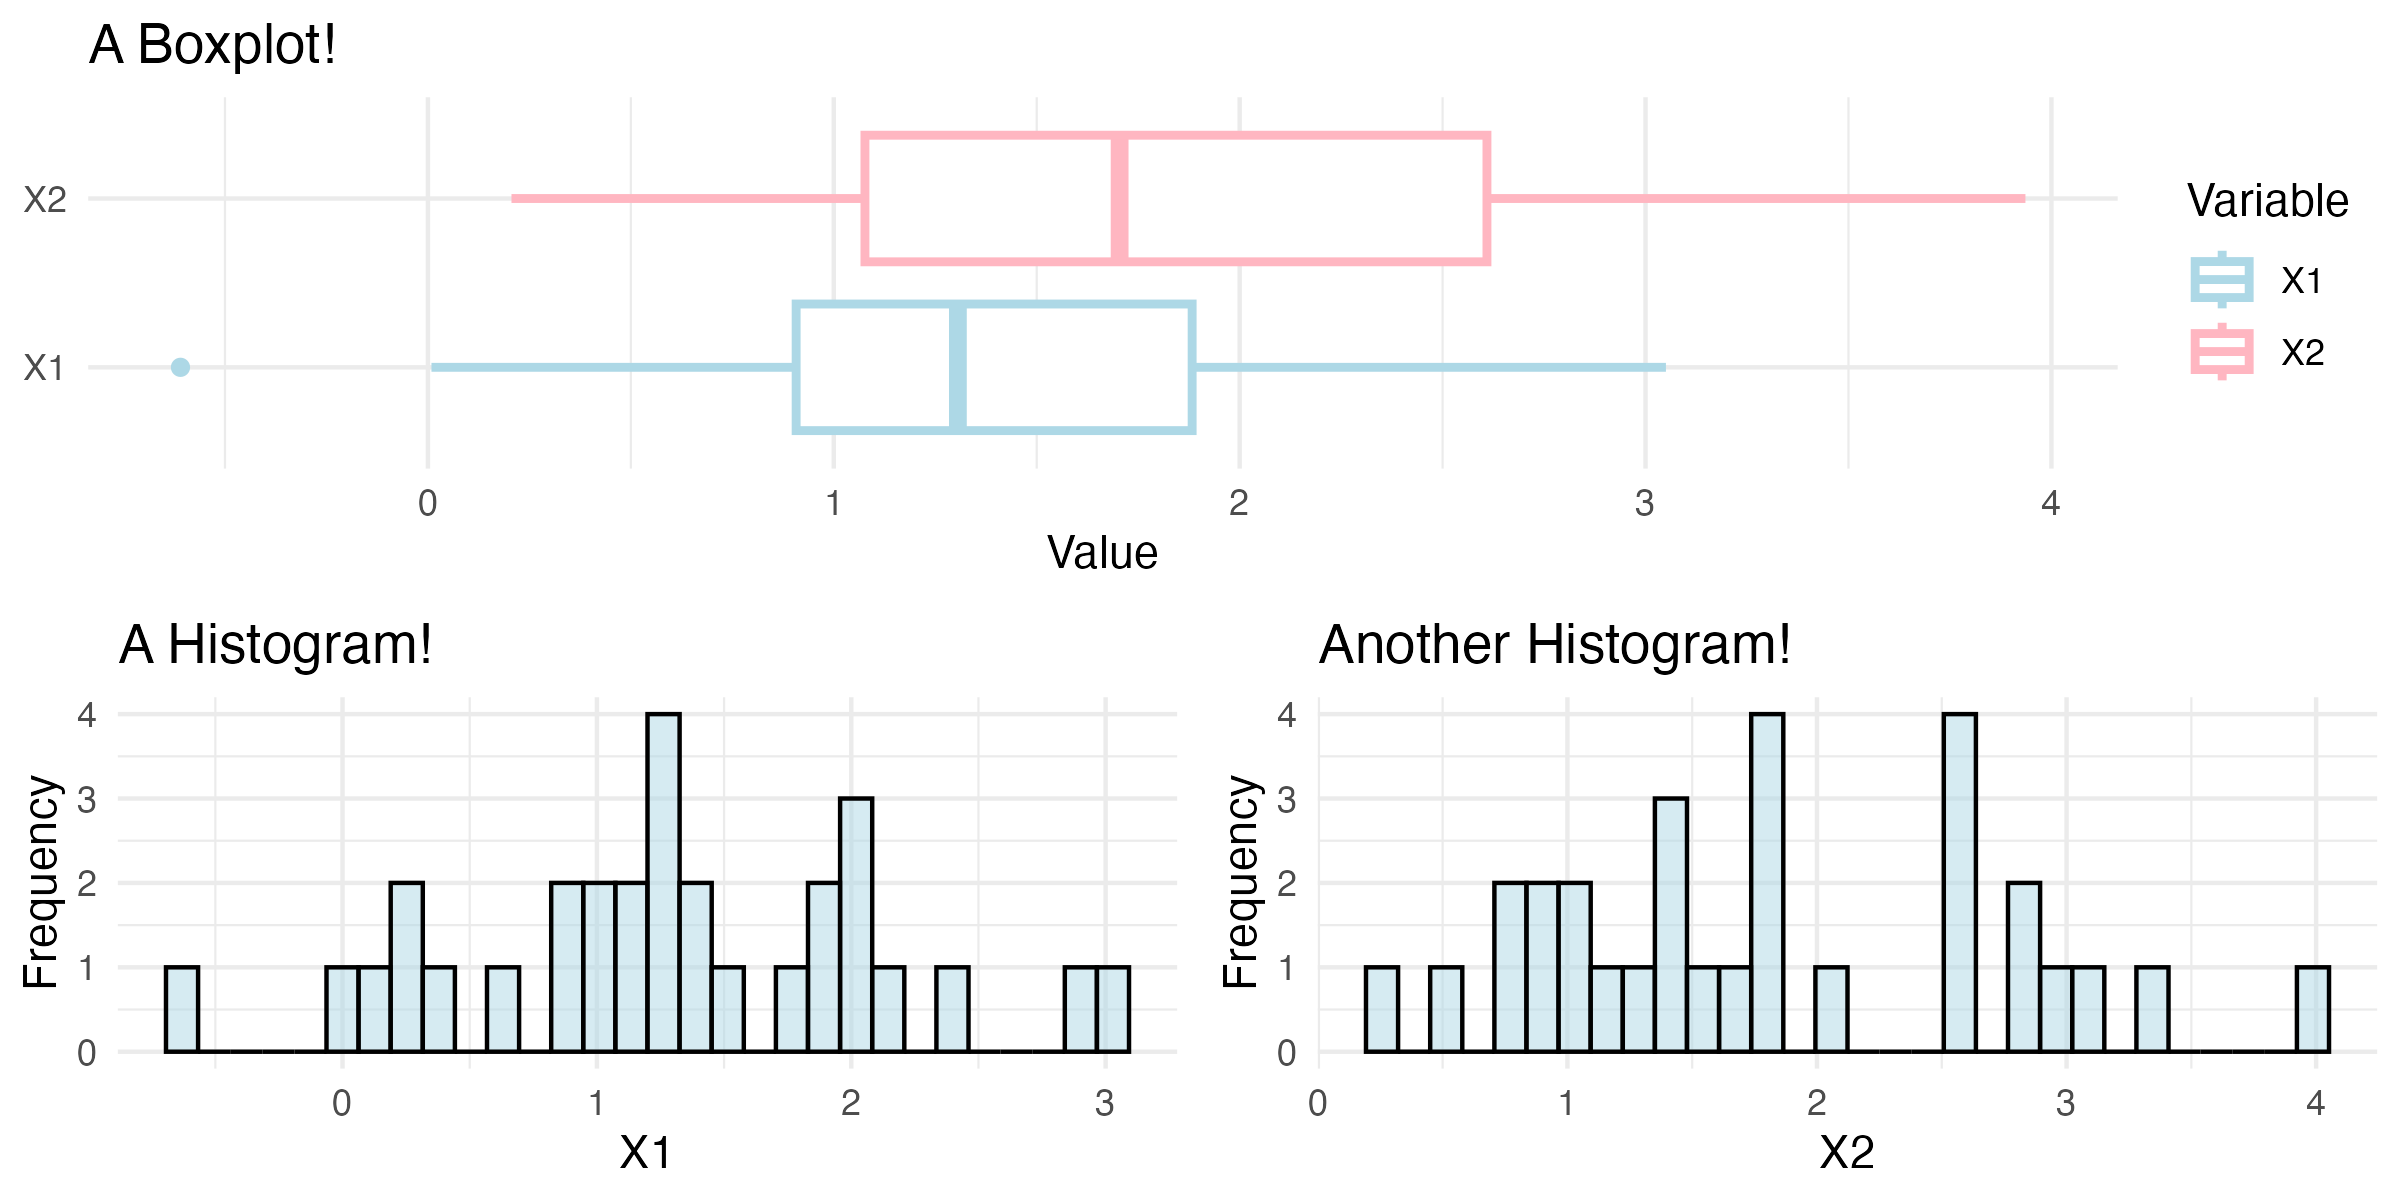 A Boxplot!
X2
X1
0 1 2 3 4
Value
Variable
X1
X2
A Histogram!
4
3
2
1
0
Frequency
0 1 2 3
X1
Another Histogram!
4
3
2
1
0
Frequency
0 1 2 3 4
X2